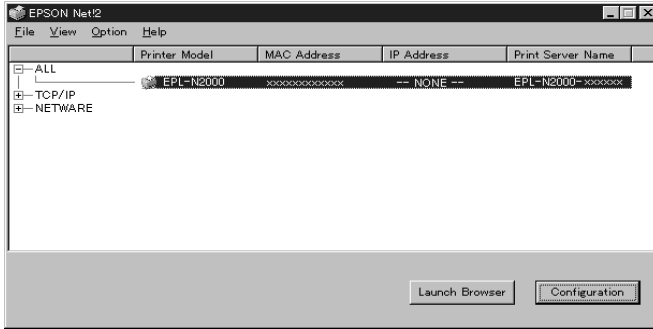 EPSON Net!2
File View Option Help
Printer Model MAC Address IP Address Print Server Name
ALL
EPL-N2000 xxxxxxxxxxxx -- NONE -- EPL-N2000-xxxxxx
TCP/IP
NETWARE
Launch Browser Configuration